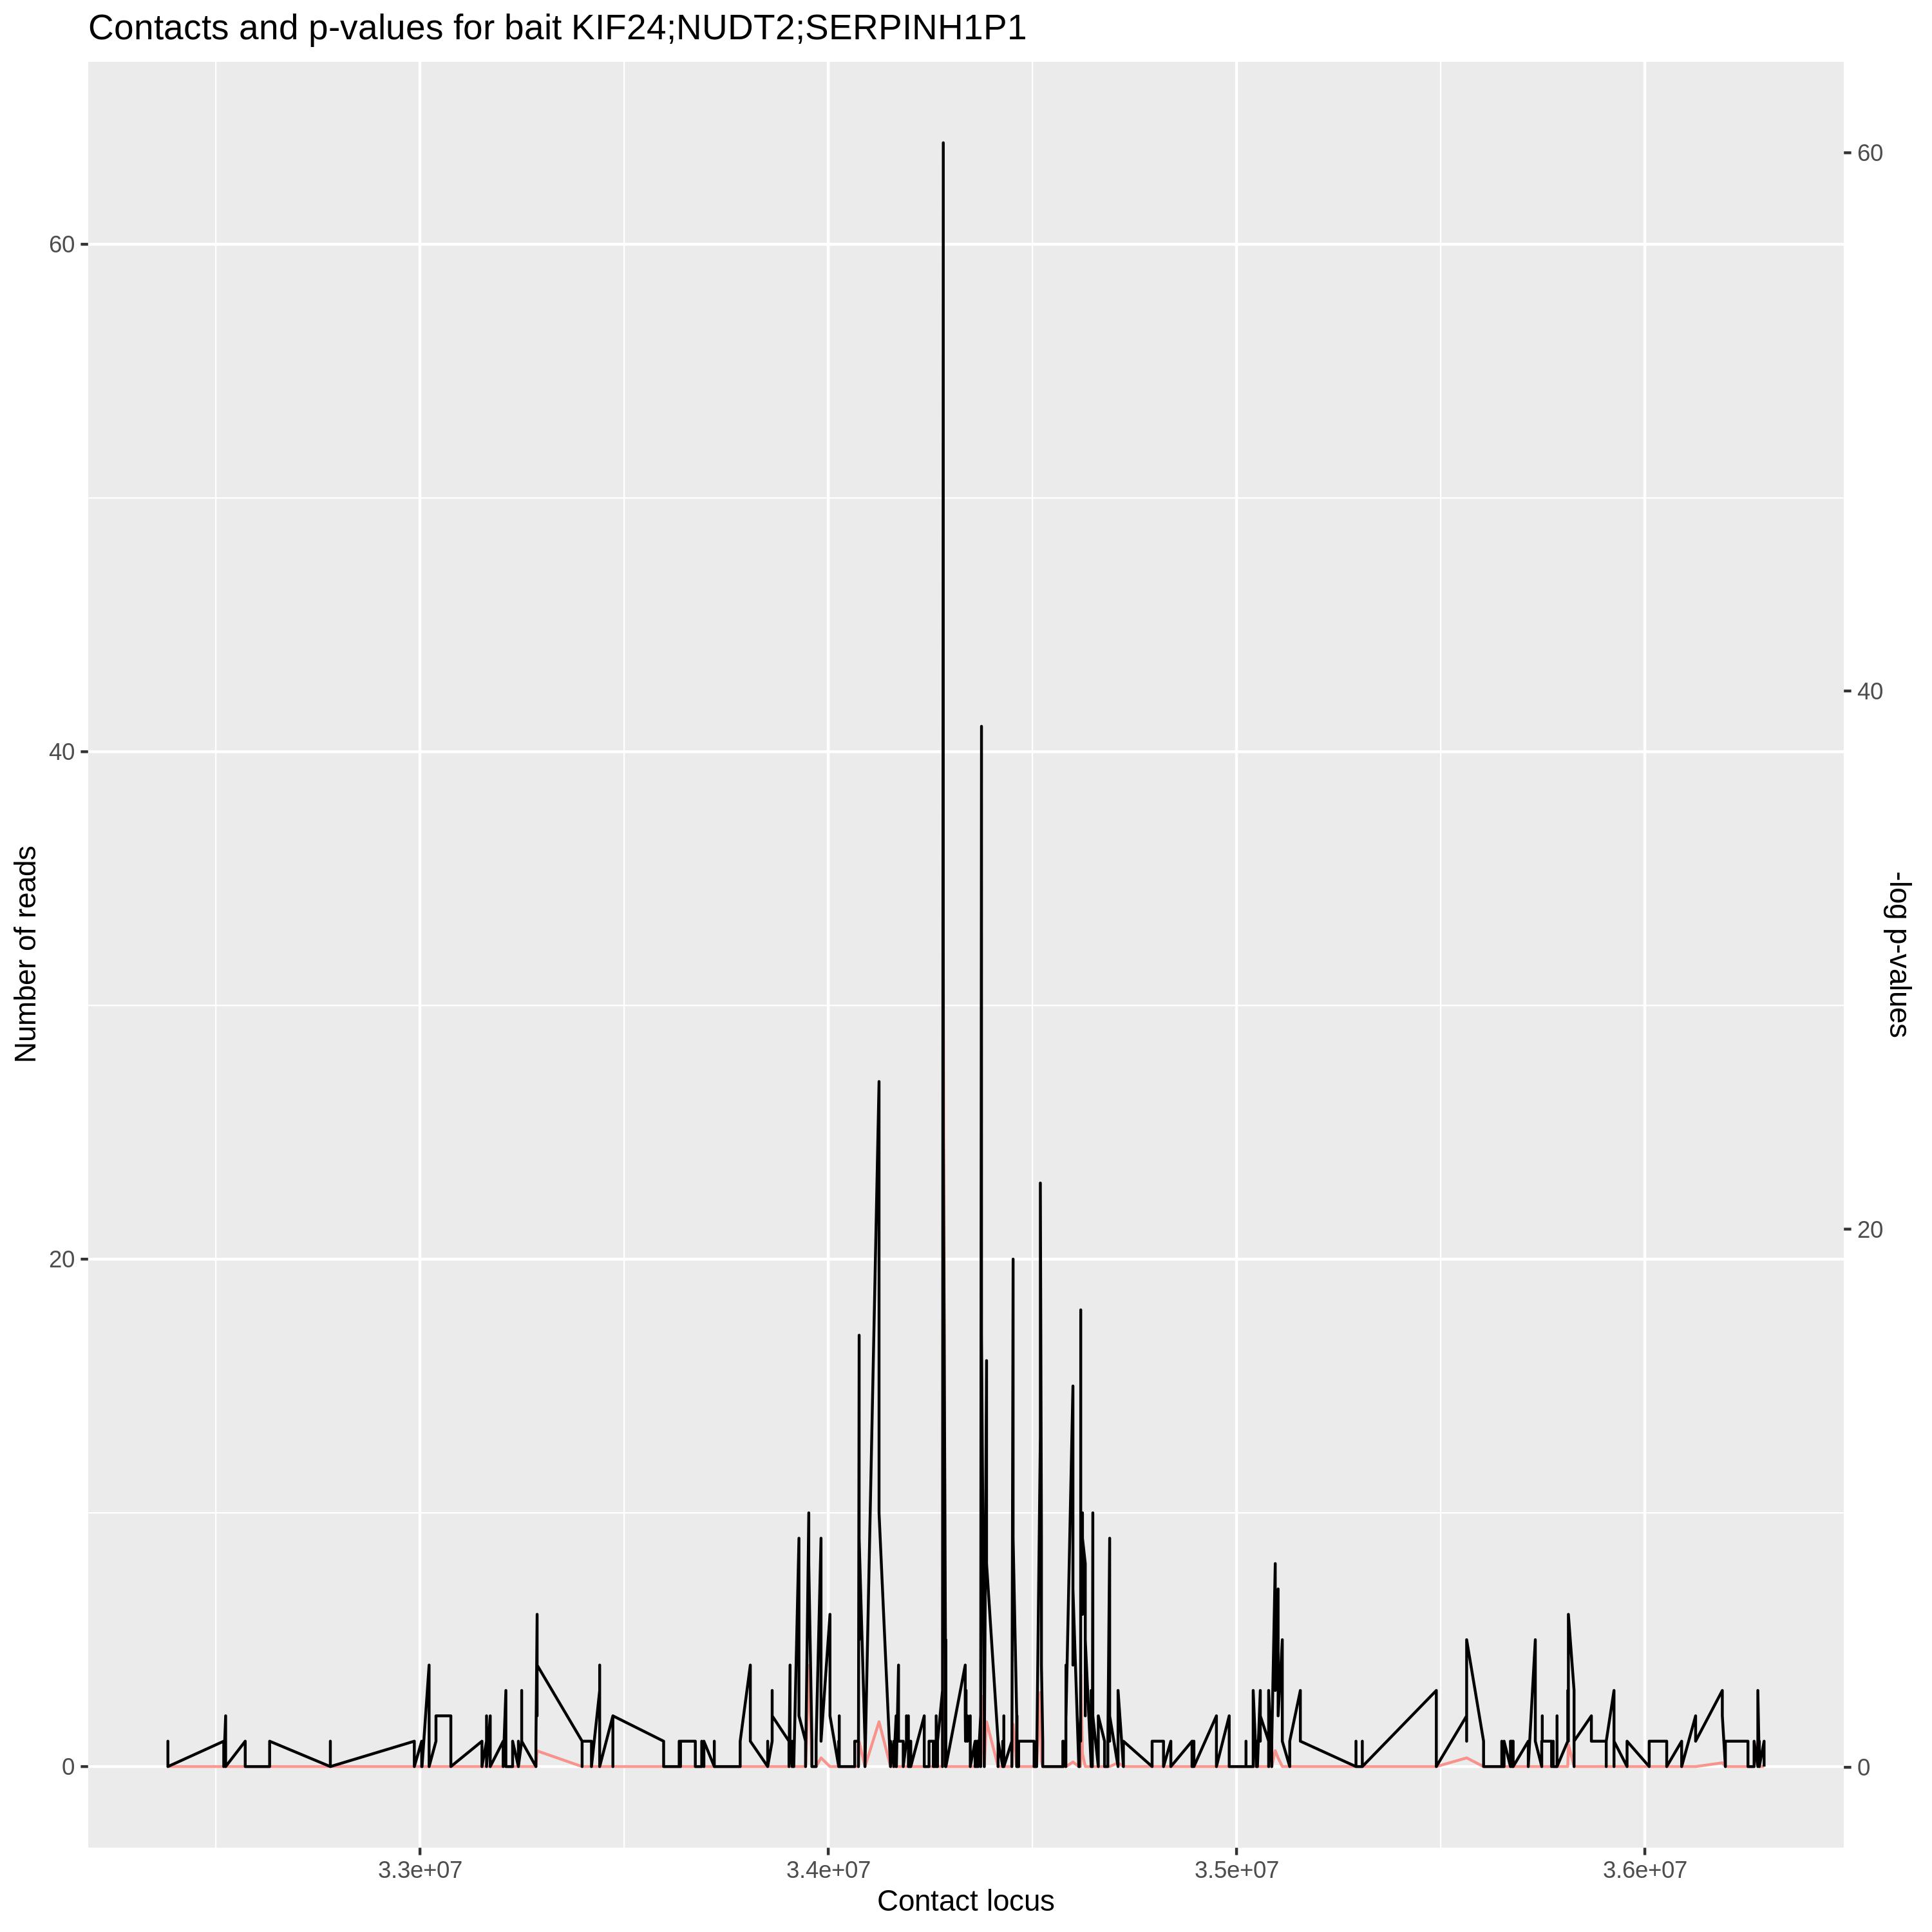 Contacts and p-values for bait KIF24;NUDT2;SERPINH1P1
60
40
20
0
Number of reads
60
40
20
0
-log p-values
3.3e+07
3.4e+07
3.5e+07
3.6e+07
Contact locus